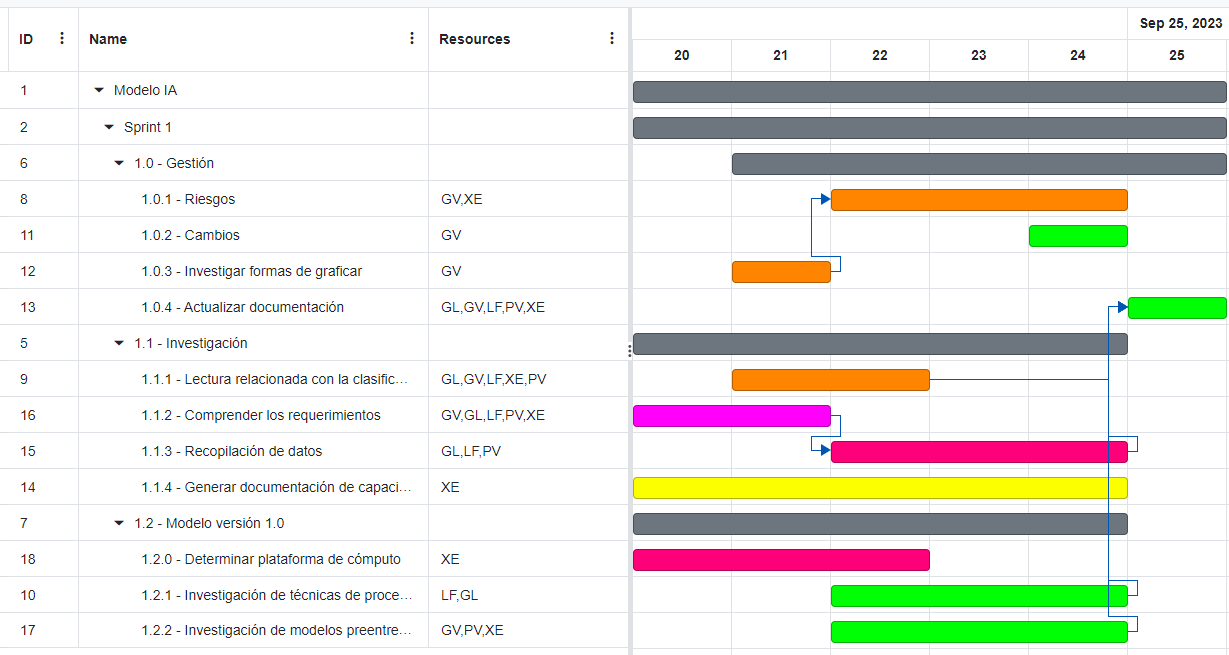 ID Name Resources Sep 25, 2023
20 21 22 23 24 25
1 Modelo IA
2 Sprint 1
6 1.0 - Gestión
8 1.0.1 - Riesgos GV,XE
11 1.0.2 - Cambios GV
12 1.0.3 - Investigar formas de graficar GV
13 1.0.4 - Actualizar documentación GL,GV,LF,PV,XE
5 1.1 - Investigación
9 1.1.1 - Lectura relacionada con la clasific... GL,GV,LF,XE,PV
16 1.1.2 - Comprender los requerimientos GV,GL,LF,PV,XE
15 1.1.3 - Recopilación de datos GL,LF,PV
14 1.1.4 - Generar documentación de capaci... XE
7 1.2 - Modelo versión 1.0
18 1.2.0 - Determinar plataforma de cómputo XE
10 1.2.1 - Investigación de técnicas de proce... LF,GL
17 1.2.2 - Investigación de modelos preentre... GV,PV,XE